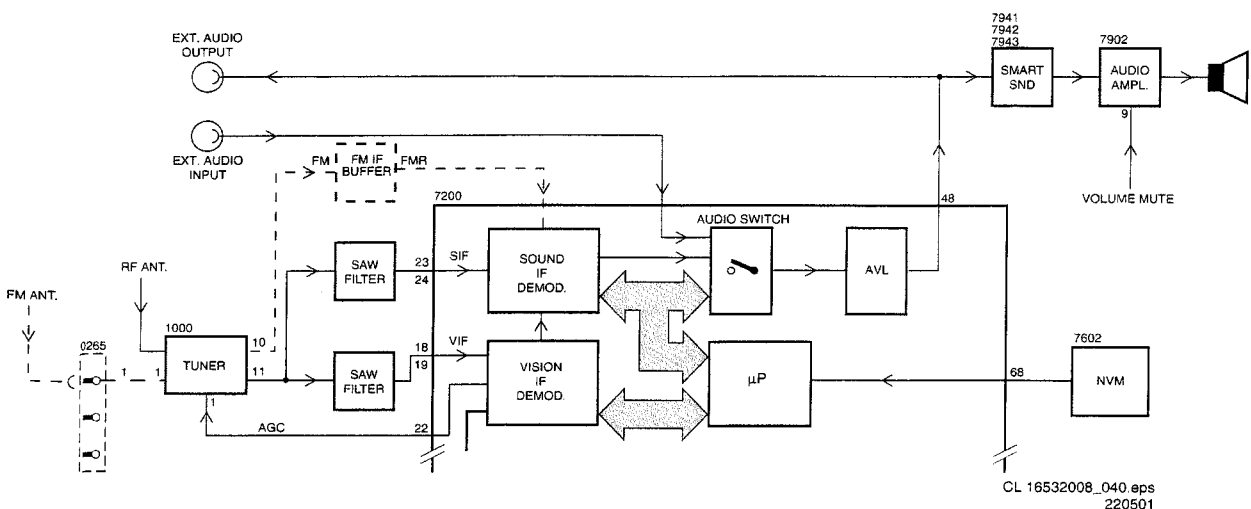 7941
7942
7943
7902
EXT. AUDIO
OUTPUT
SMART
SND
AUDIO
AMPL.
9
EXT. AUDIO
INPUT
FM
FM IF
BUFFER
FMR
VOLUME MUTE
7200
48
AUDIO SWITCH
RF ANT.
SAW
FILTER
23
24
SIF
SOUND
IF
DEMOD.
AVL
FM ANT.
1000
10
0265
TUNER
1
1
11
1
SAW
FILTER
18
19
VIF
VISION
IF
DEMOD.
µP
68
7602
NVM
AGC
22
CL 16532008_040.eps
220501